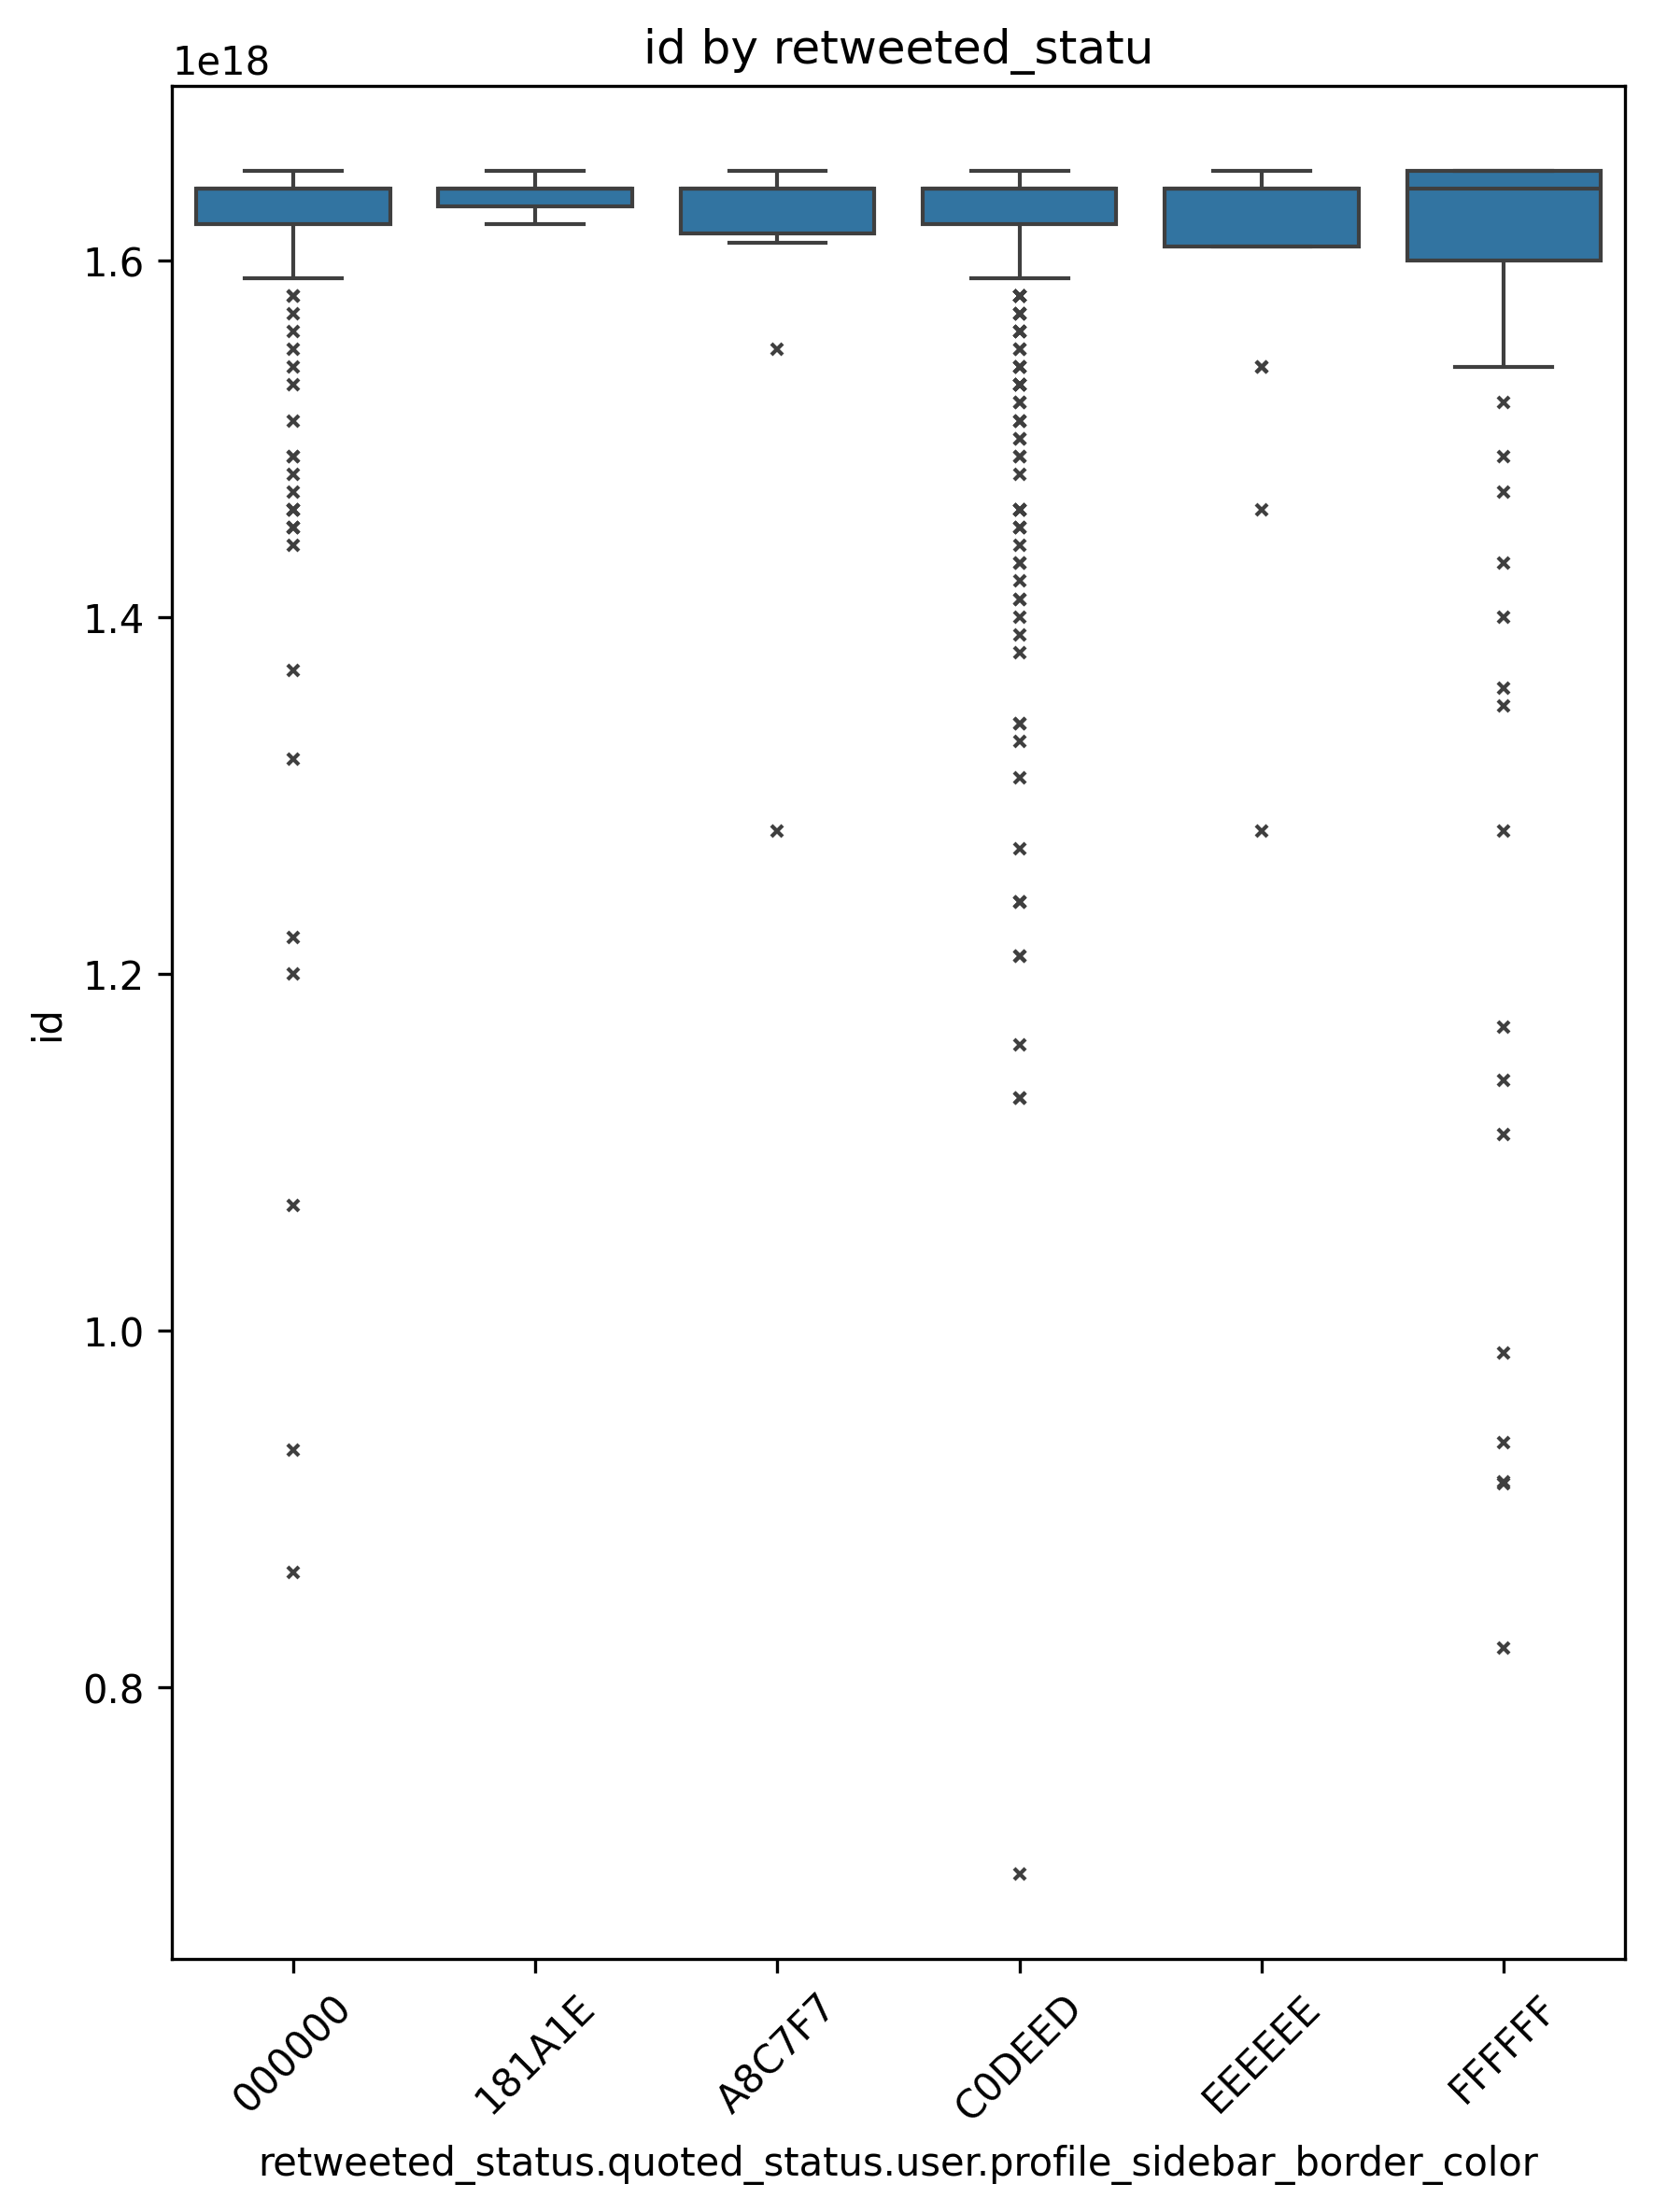 id by retweeted_statu
1e18
1.6
1.4
1.2
1.0
0.8
id
000000
181A1E
A8C7F7
C0DEED
EEEEEE
FFFFFF
retweeted_status.quoted_status.user.profile_sidebar_border_color